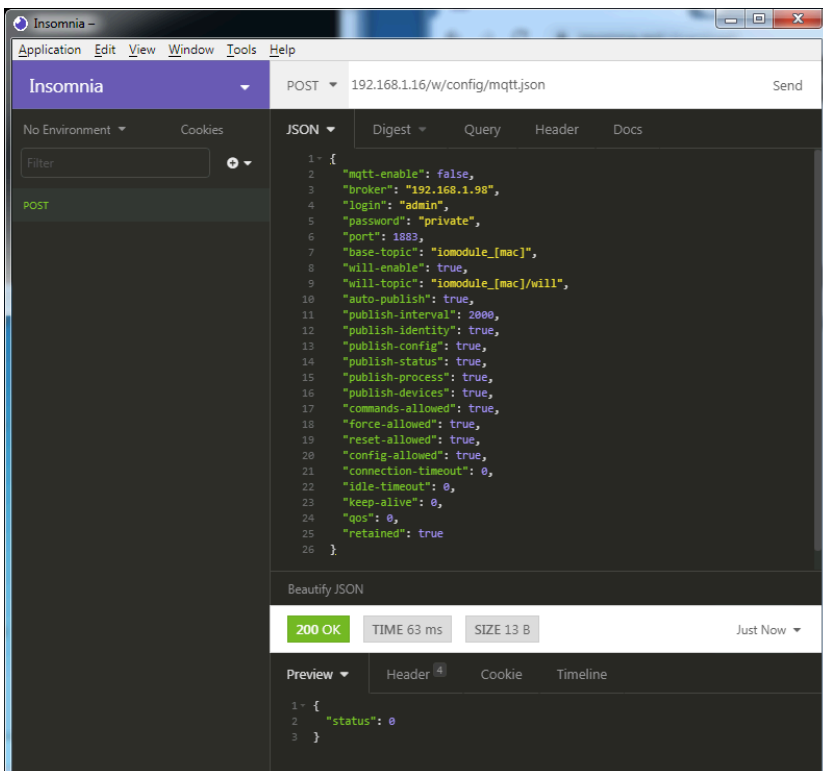 Insomnia –
Application Edit View Window Tools Help
Insomnia
POST 192.168.1.16/w/config/mqtt.json Send
No Environment Cookies
JSON Digest Query Header Docs
Filter
POST
1 {
2 "mqtt-enable": false,
3 "broker": "192.168.1.98",
4 "login": "admin",
5 "password": "private",
6 "port": 1883,
7 "base-topic": "iomodule_[mac]",
8 "will-enable": true,
9 "will-topic": "iomodule_[mac]/will",
10 "auto-publish": true,
11 "publish-interval": 2000,
12 "publish-identity": true,
13 "publish-config": true,
14 "publish-status": true,
15 "publish-process": true,
16 "publish-devices": true,
17 "commands-allowed": true,
18 "force-allowed": true,
19 "reset-allowed": true,
20 "config-allowed": true,
21 "connection-timeout": 0,
22 "idle-timeout": 0,
23 "keep-alive": 0,
24 "qos": 0,
25 "retained": true
26 }
Beautify JSON
200 OK TIME 63 ms SIZE 13 B Just Now
Preview Header 4 Cookie Timeline
1 {
2 "status": 0
3 }